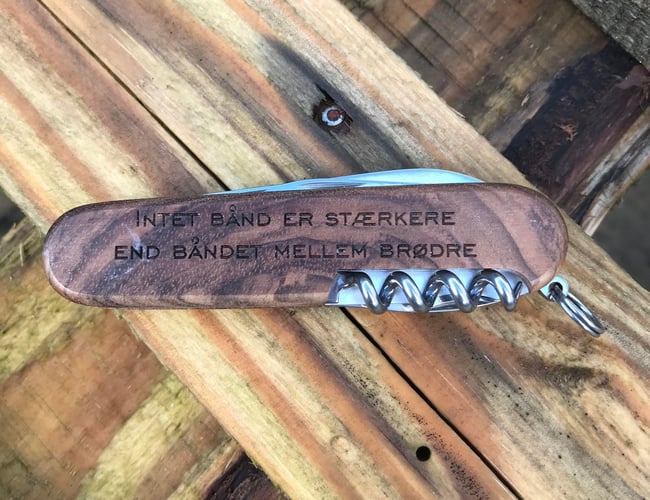 Intet bånd er stærkere
end båndet mellem brødre